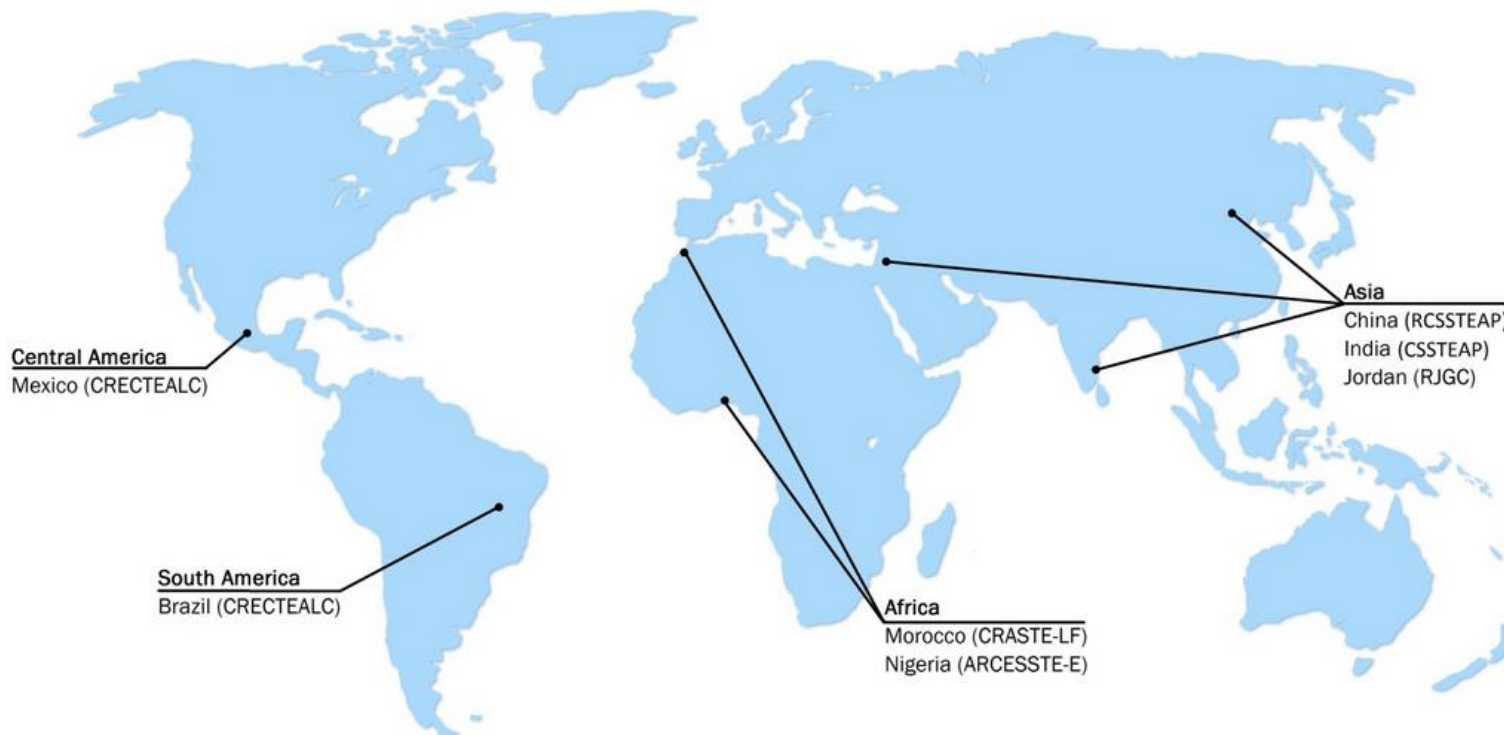 Central America
Mexico (CRECTEALC)
South America
Brazil (CRECTEALC)
Africa
Morocco (CRASTE-LF)
Nigeria (ARCESSTE-E)
Asia
China (RCSSTEAP)
India (CSSTEAP)
Jordan (RJGC)